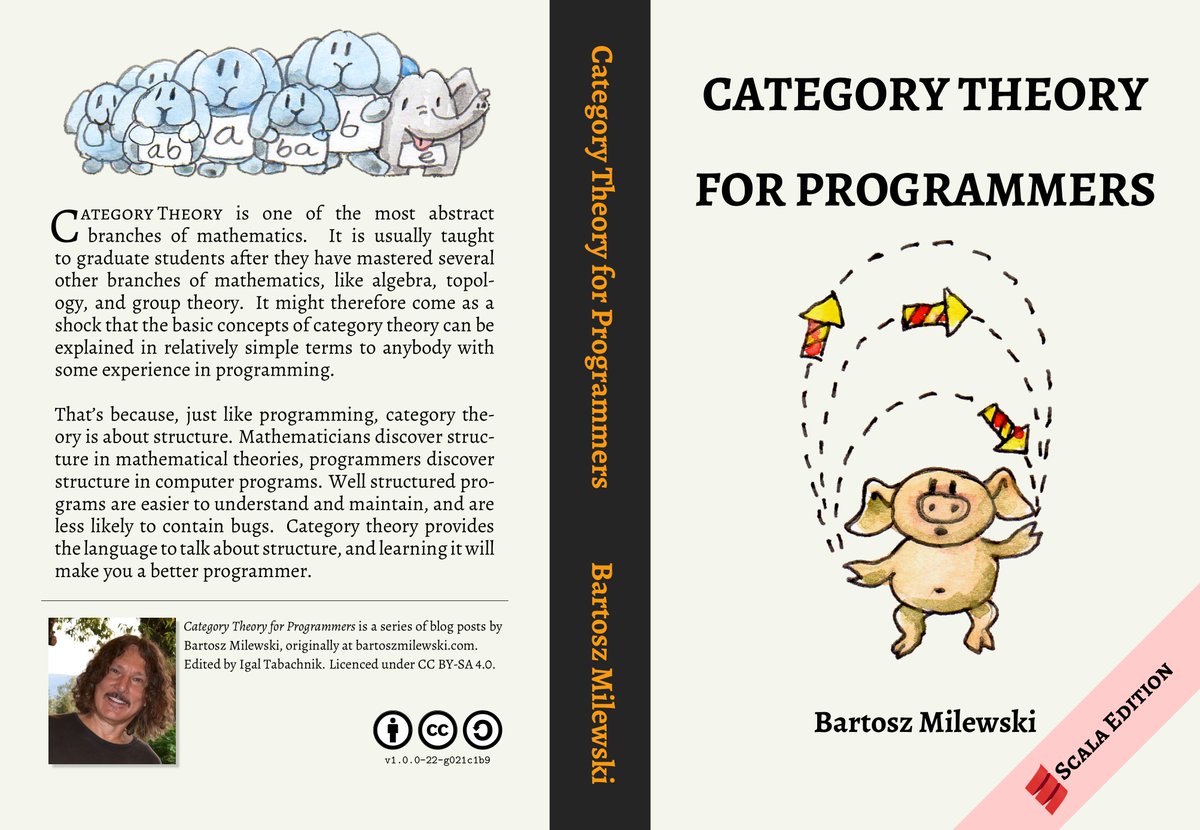 ab
a
ba
b
e
CATEGORY THEORY is one of the most abstract
branches of mathematics. It is usually taught
to graduate students after they have mastered several
other branches of mathematics, like algebra, topol-
ogy, and group theory. It might therefore come as a
shock that the basic concepts of category theory can be
explained in relatively simple terms to anybody with
some experience in programming.
That's because, just like programming, category the-
ory is about structure. Mathematicians discover struc-
ture in mathematical theories, programmers discover
structure in computer programs. Well structured pro-
grams are easier to understand and maintain, and are
less likely to contain bugs. Category theory provides
the language to talk about structure, and learning it will
make you a better programmer.
Category Theory for Programmers is a series of blog posts by
Bartosz Milewski, originally at bartoszmilewski.com.
Edited by Igal Tabachnik. Licenced under CC BY-SA 4.0.
cc
v1.0.0-22-g021c1b9
Category Theory for Programmers
Bartosz Milewski
CATEGORY THEORY
FOR PROGRAMMERS
Bartosz Milewski
SCALA EDITION